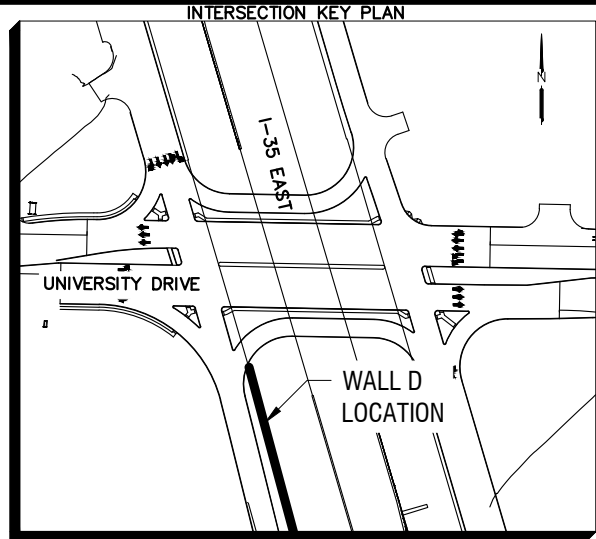 INTERSECTION KEY PLAN
N
I-35 EAST
UNIVERSITY DRIVE
WALL D
LOCATION